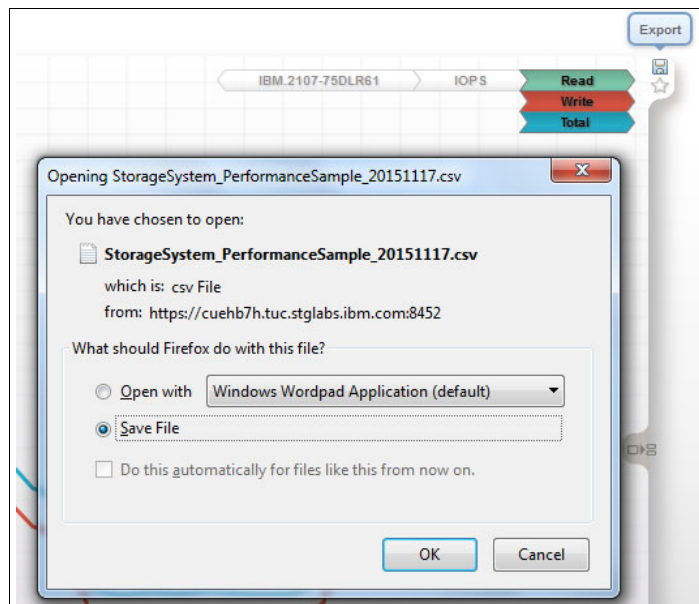 Export
IBM.2107-75DLR61 IOPS Read
Write
Total
Opening StorageSystem_PerformanceSample_20151117.csv
You have chosen to open:
StorageSystem_PerformanceSample_20151117.csv
which is: csv File
from: https://cuehb7h.tuc.stglabs.ibm.com:8452
What should Firefox do with this file?
Open with Windows Wordpad Application (default)
Save File
Do this automatically for files like this from now on.
OK Cancel